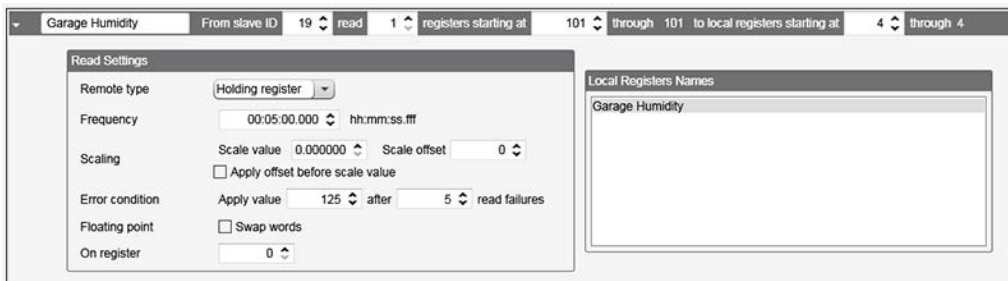 Garage Humidity From slave ID 19 read 1 registers starting at 101 through 101 to local registers starting at 4 through 4
Read Settings
Remote type Holding register
Frequency 00:05:00.000 hh:mm:ss.fff
Scaling Scale value 0.000000 Scale offset 0
Apply offset before scale value
Error condition Apply value 125 after 5 read failures
Floating point Swap words
On register 0
Local Registers Names
Garage Humidity